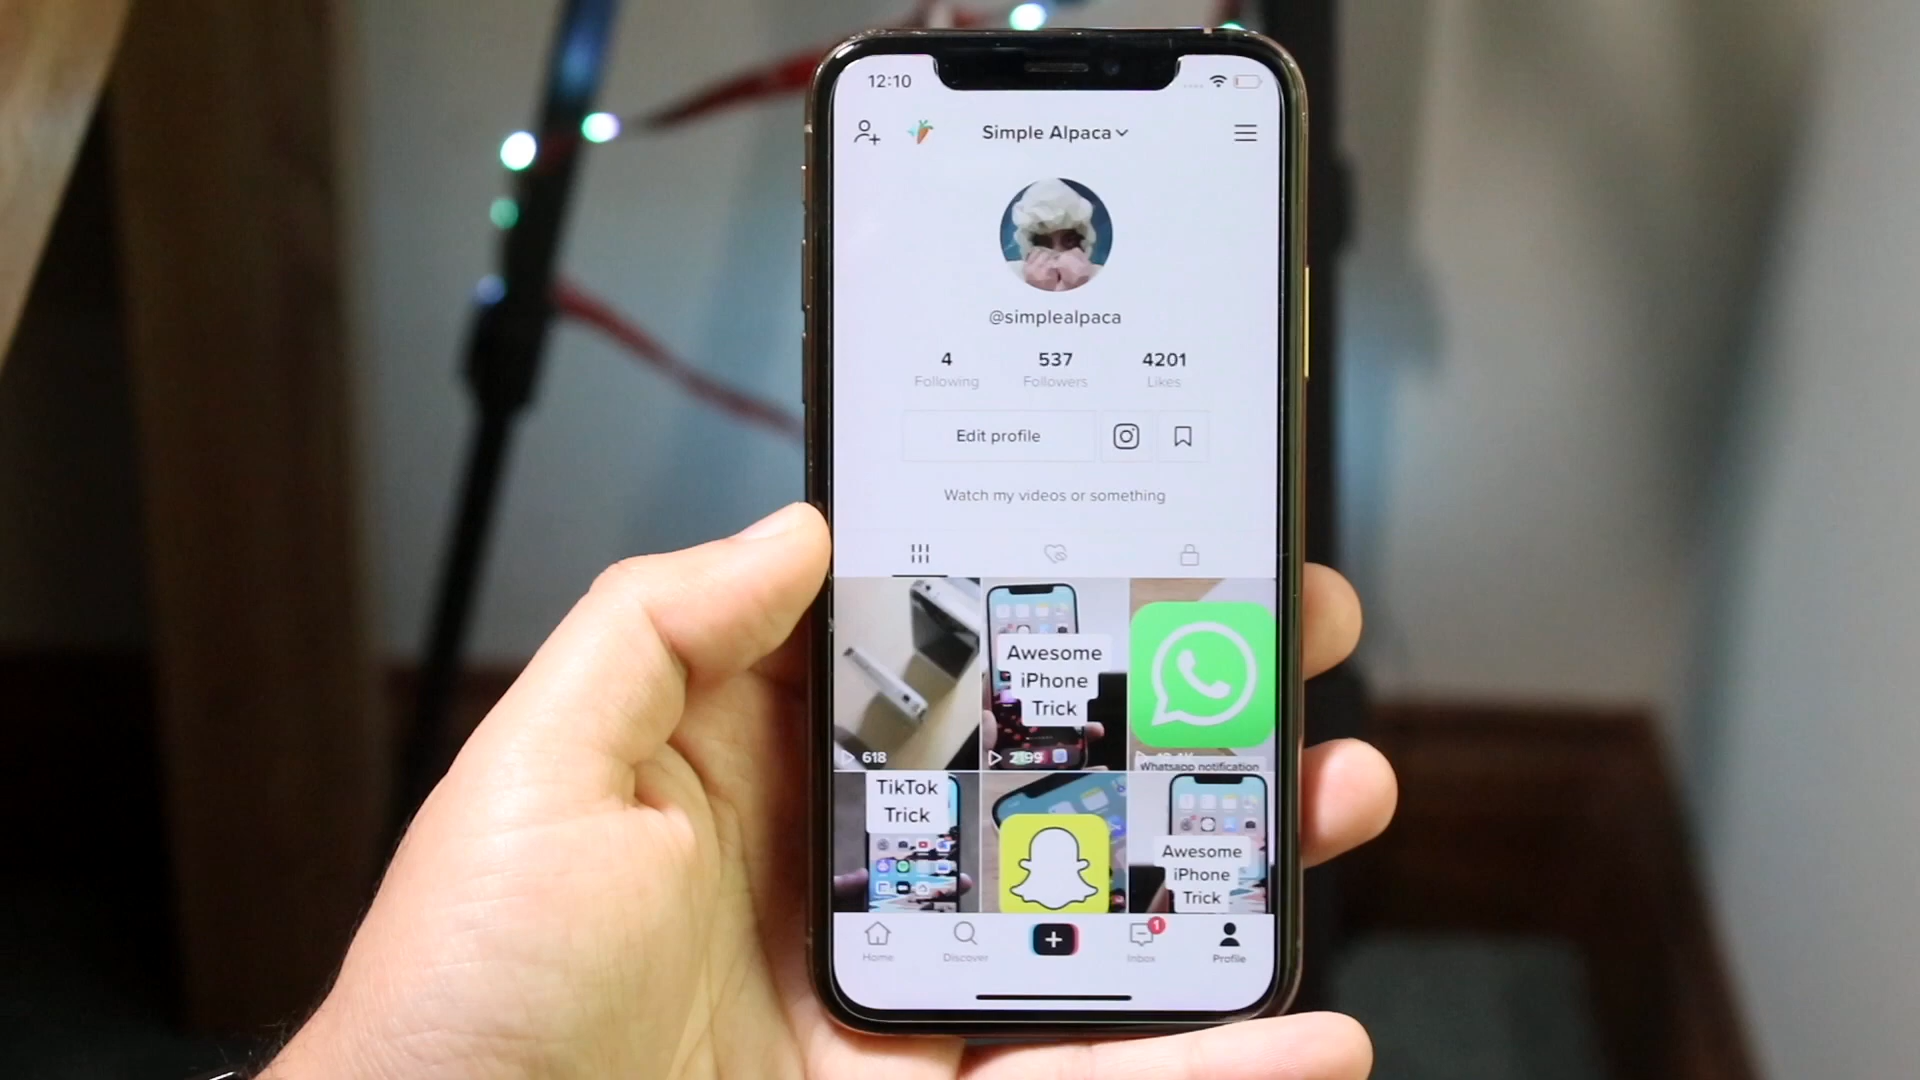 12:10
Simple Alpaca
@simplealpaca
4 537 4201
Following Followers Likes
Edit profile
Watch my videos or something
Awesome
iPhone
Trick
618
Whatsapp notification
TikTok
Trick
Awesome
iPhone
Trick
1
Home Discover Inbox Profile